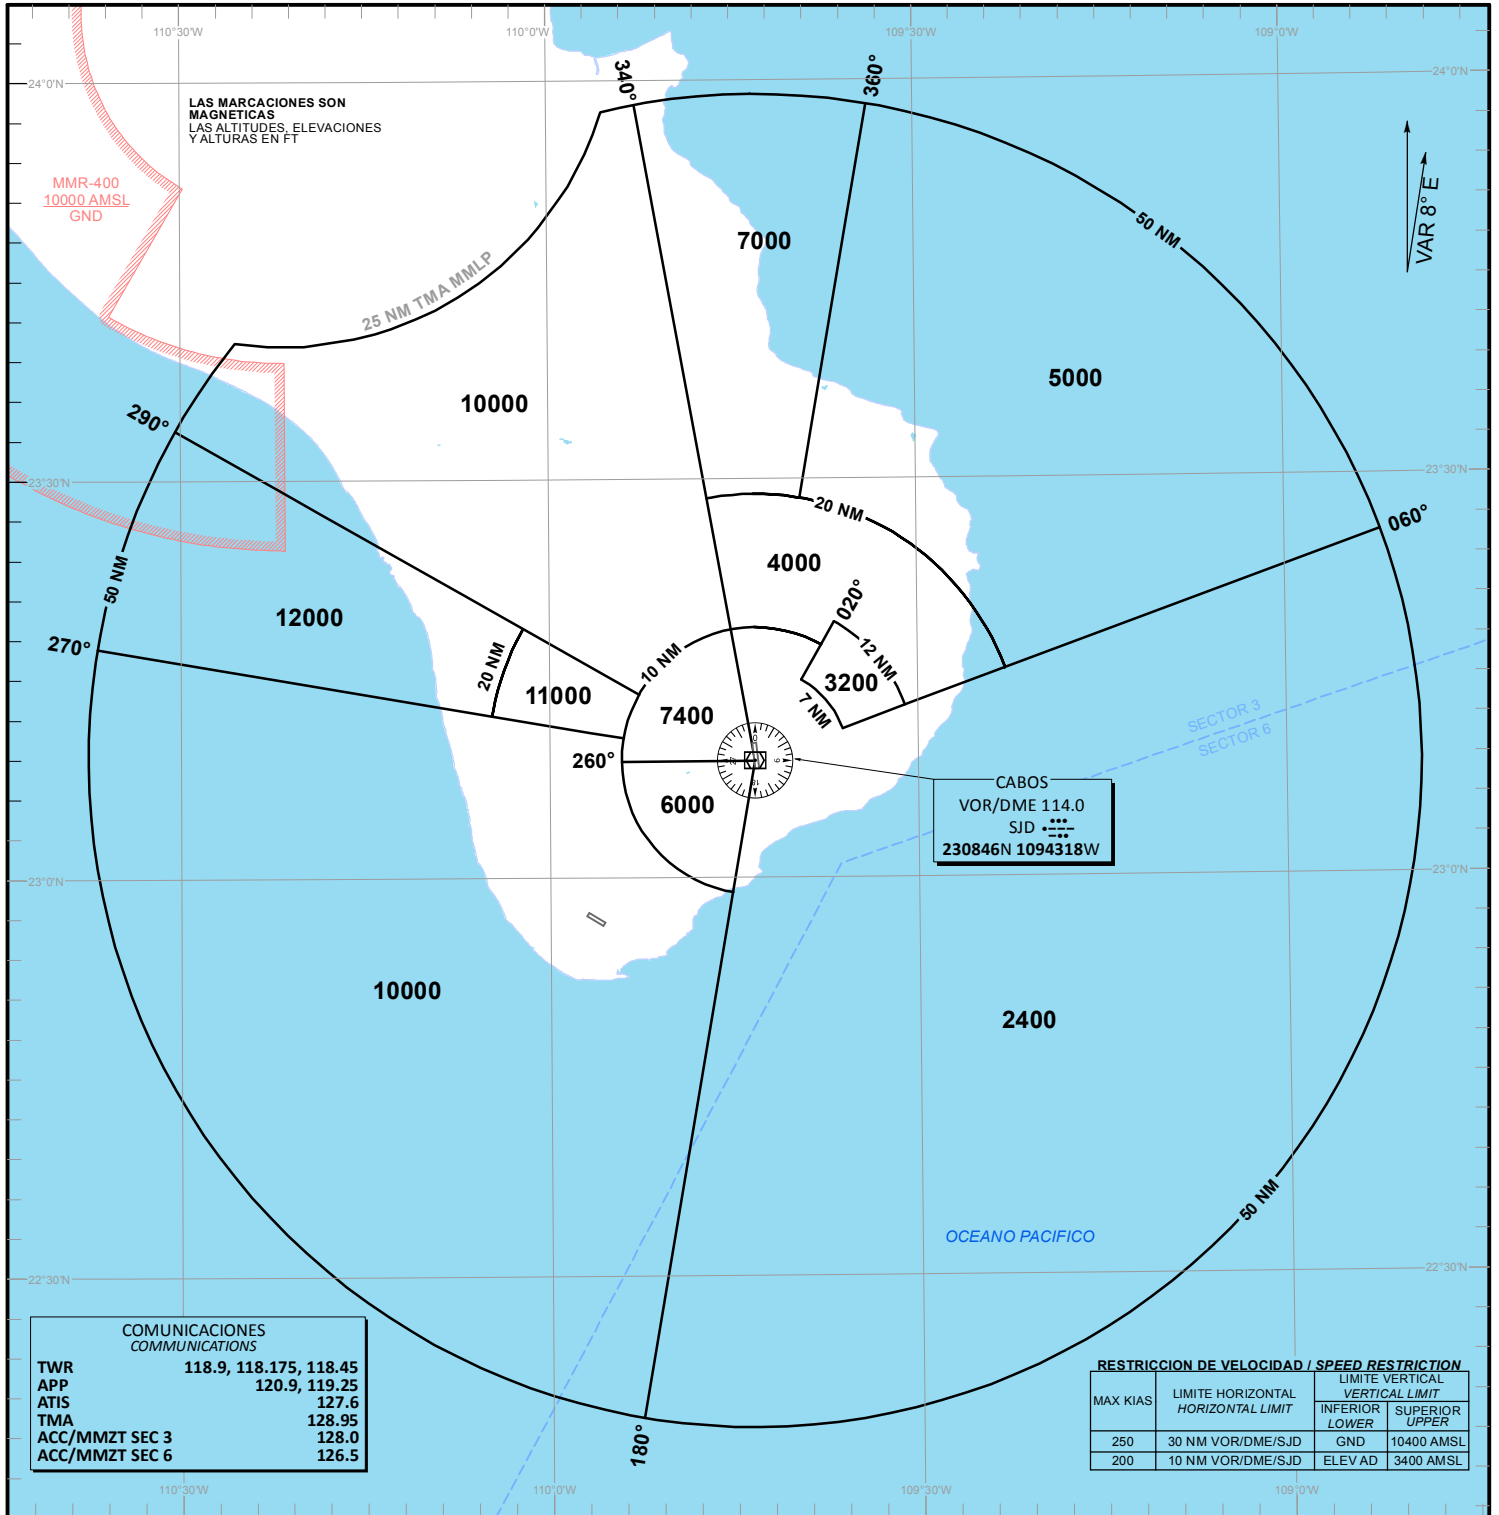 110°30'W
110°0'W
109°30'W
109°0'W
24°0'N
24°0'N
LAS MARCACIONES SON
MAGNETICAS
LAS ALTITUDES, ELEVACIONES
Y ALTURAS EN FT
340°
360°
VAR 8° E
MMR-400
10000 AMSL
GND
50 NM
7000
25 NM TMA MMLP
5000
10000
290°
23°30'N
23°30'N
20 NM
060°
50 NM
4000
020°
12000
270°
10 NM
12 NM
20 NM
11000
3200
7 NM
7400
SECTOR 3
SECTOR 6
260°
0
9
18
27
6000
CABOS
VOR/DME 114.0
SJD
230846N 1094318W
23°0'N
23°0'N
10000
2400
50 NM
OCEANO PACIFICO
22°30'N
22°30'N
180°
COMUNICACIONES
COMMUNICATIONS
TWR 118.9, 118.175, 118.45
APP 120.9, 119.25
ATIS 127.6
TMA 128.95
ACC/MMZT SEC 3 128.0
ACC/MMZT SEC 6 126.5
RESTRICCION DE VELOCIDAD / SPEED RESTRICTION
MAX KIAS
LIMITE HORIZONTAL
HORIZONTAL LIMIT
LIMITE VERTICAL
VERTICAL LIMIT
INFERIOR
LOWER
SUPERIOR
UPPER
250 30 NM VOR/DME/SJD GND 10400 AMSL
200 10 NM VOR/DME/SJD ELEV AD 3400 AMSL
110°30'W
110°0'W
109°30'W
109°0'W